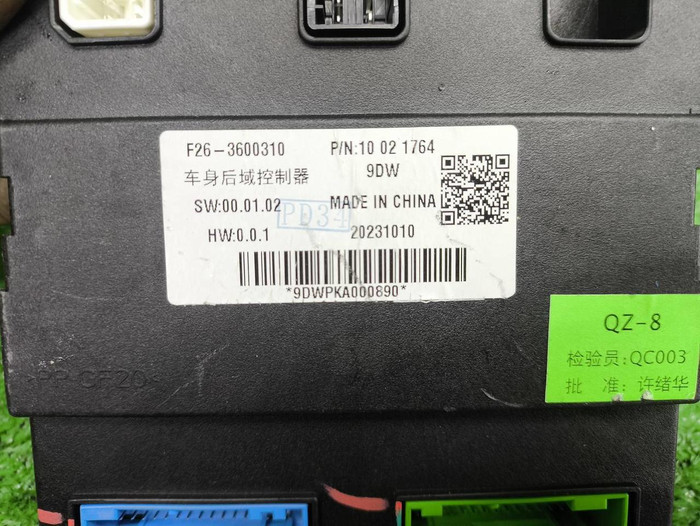 F26-3600310 P/N:10 02 1764
车身后域控制器 9DW
SW:00.01.02 MADE IN CHINA
PD34
HW:0.0.1 20231010
*9DWPKA000890*
QZ-8
检验员:QC003
批 准: 许绪华